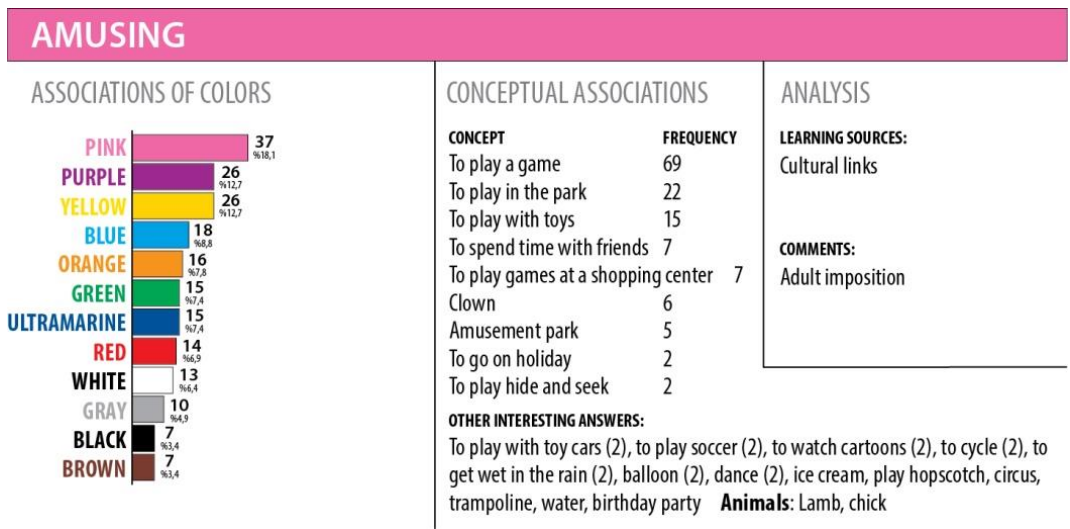 AMUSING
ASSOCIATIONS OF COLORS
PINK 37
%18,1
PURPLE 26
%12,7
YELLOW 26
%12,7
BLUE 18
%8,8
ORANGE 16
%7,8
GREEN 15
%7,4
ULTRAMARINE 15
%7,4
RED 14
%6,9
WHITE 13
%6,4
GRAY 10
%4,9
BLACK 7
%3,4
BROWN 7
%3,4
CONCEPTUAL ASSOCIATIONS
CONCEPT FREQUENCY
To play a game 69
To play in the park 22
To play with toys 15
To spend time with friends 7
To play games at a shopping center 7
Clown 6
Amusement park 5
To go on holiday 2
To play hide and seek 2
OTHER INTERESTING ANSWERS:
To play with toy cars (2), to play soccer (2), to watch cartoons (2), to cycle (2), to
get wet in the rain (2), balloon (2), dance (2), ice cream, play hopscotch, circus,
trampoline, water, birthday party Animals: Lamb, chick
ANALYSIS
LEARNING SOURCES:
Cultural links
COMMENTS:
Adult imposition